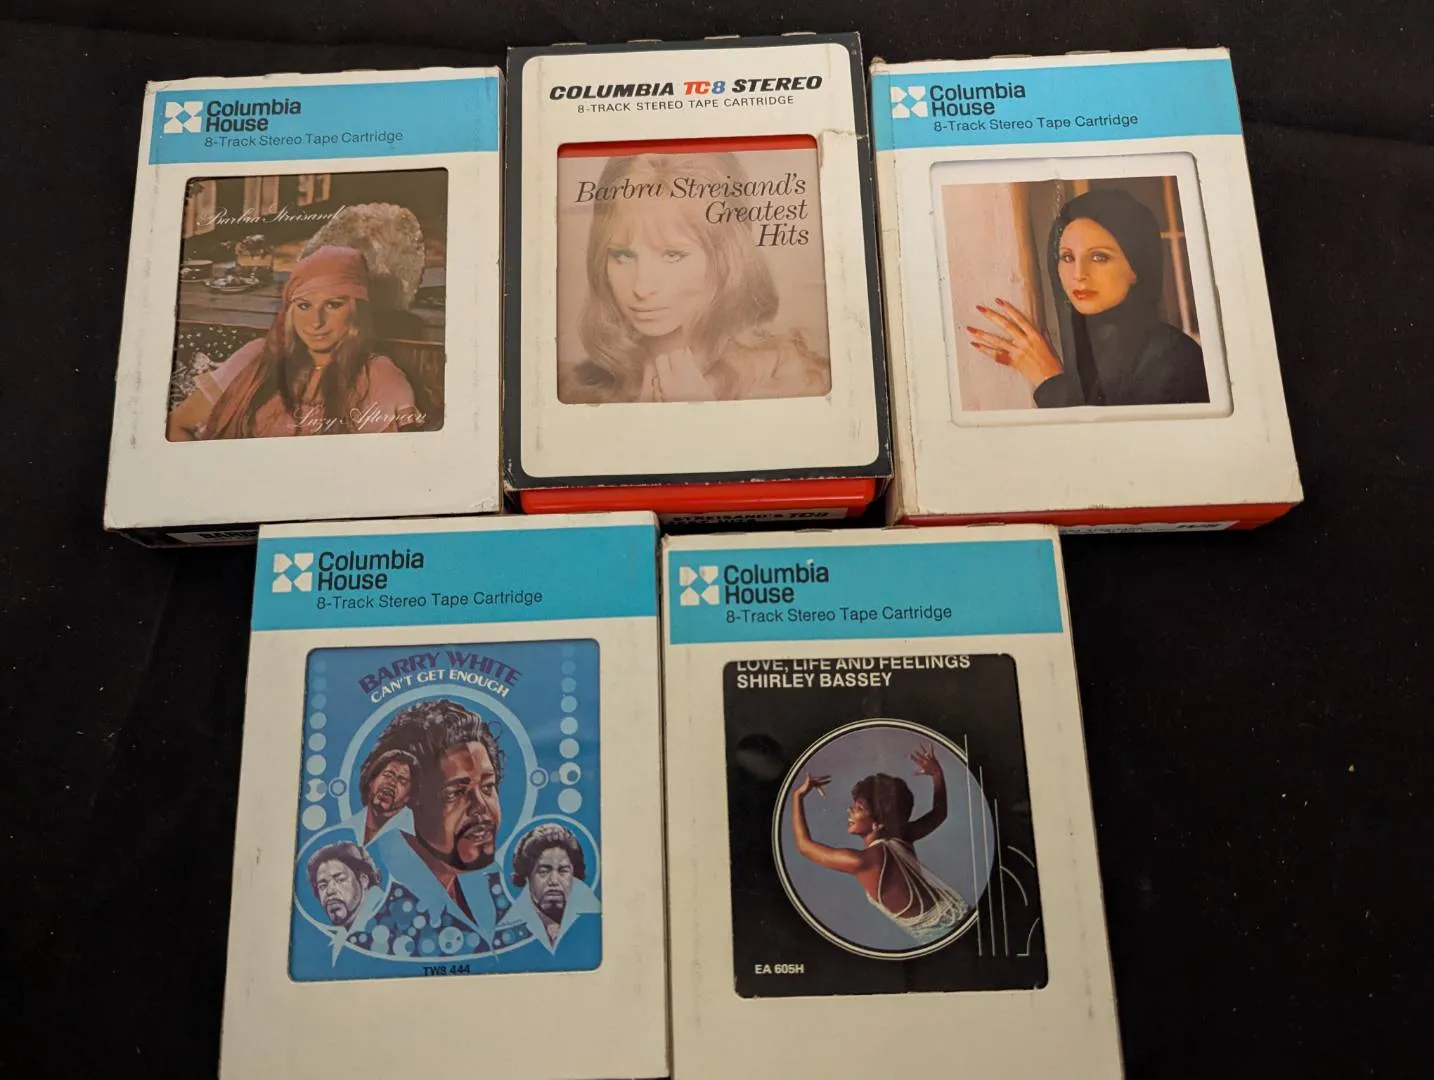 Columbia
House
8-Track Stereo Tape Cartridge
Barbra Streisand
Lazy Afternoon
COLUMBIA TC8 STEREO
8-TRACK STEREO TAPE CARTRIDGE
Barbra Streisand's
Greatest
Hits
STREISAND'S TC8
Columbia
House
8-Track Stereo Tape Cartridge
Columbia
House
8-Track Stereo Tape Cartridge
BARRY WHITE
CAN'T GET ENOUGH
TW8 444
Columbia
House
8-Track Stereo Tape Cartridge
LOVE, LIFE AND FEELINGS
SHIRLEY BASSEY
EA 605H